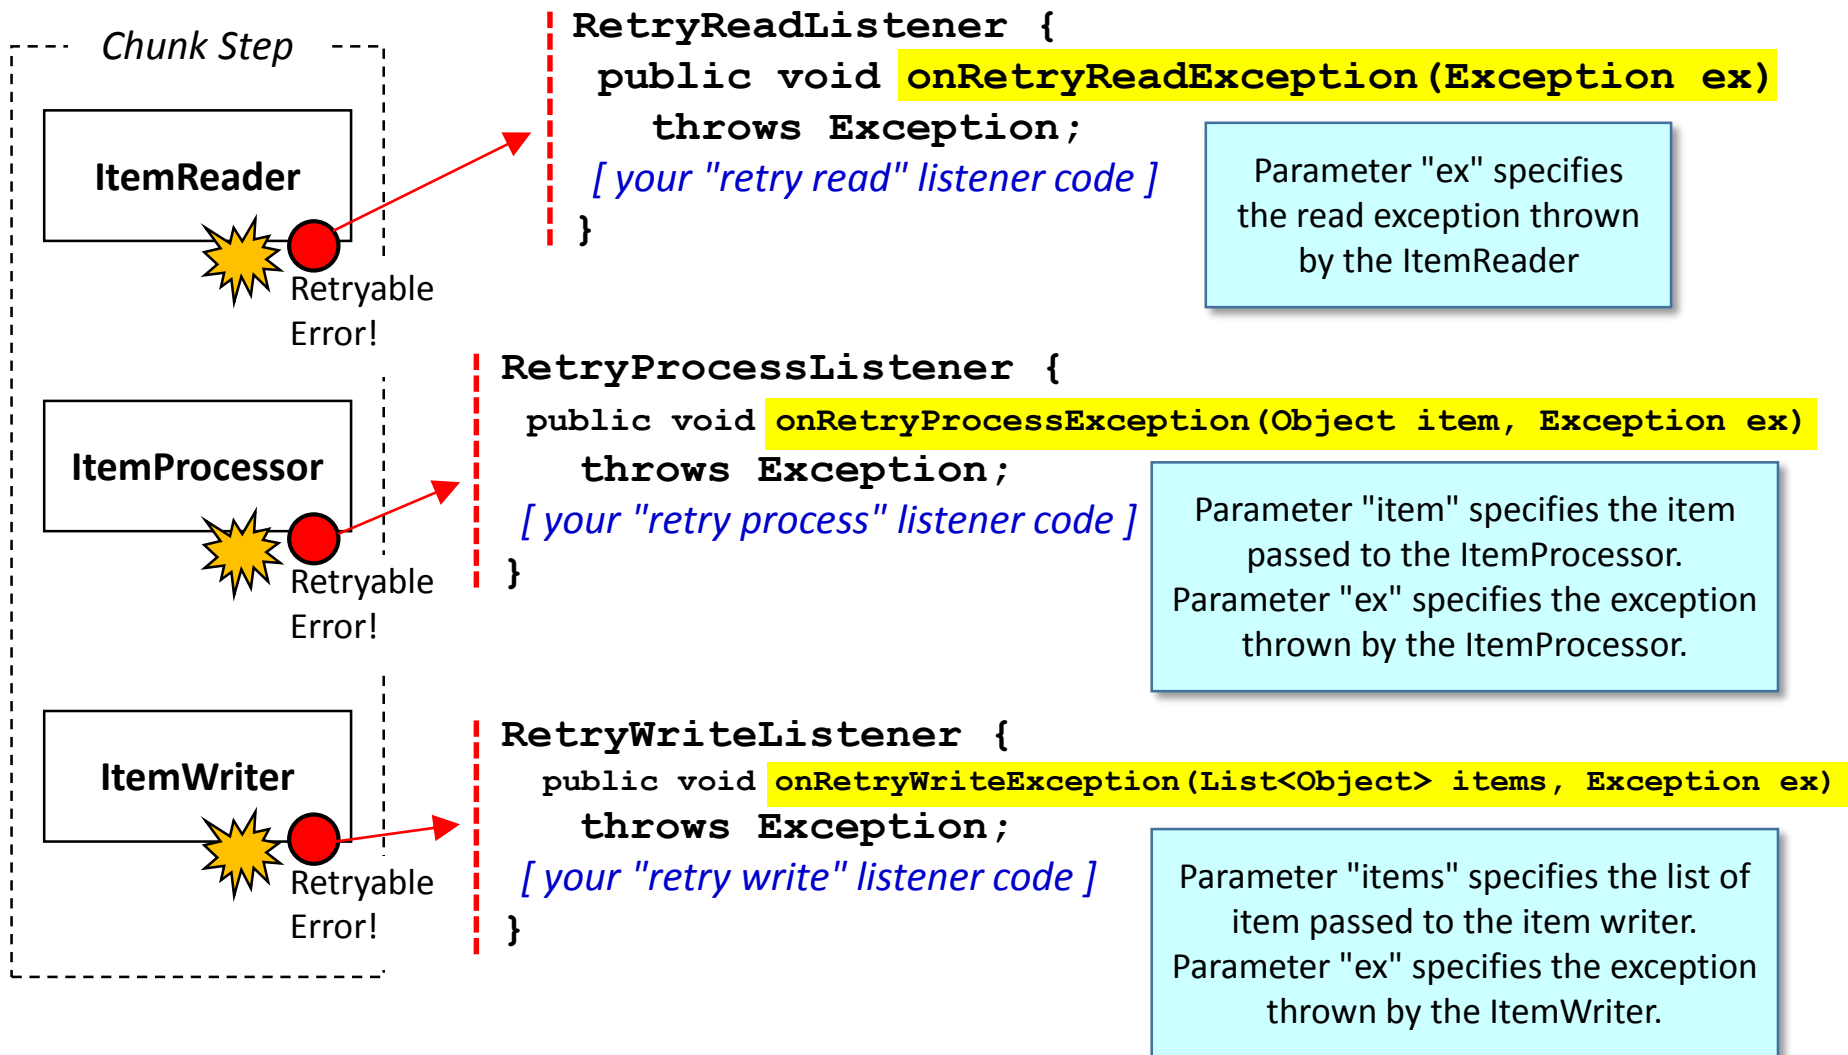 Chunk Step
ItemReader
Retryable
Error!
RetryReadListener {
public void onRetryReadException(Exception ex)
throws Exception;
[ your "retry read" listener code ]
}
Parameter "ex" specifies
the read exception thrown
by the ItemReader
ItemProcessor
Retryable
Error!
RetryProcessListener {
public void onRetryProcessException(Object item, Exception ex)
throws Exception;
[ your "retry process" listener code ]
}
Parameter "item" specifies the item
passed to the ItemProcessor.
Parameter "ex" specifies the exception
thrown by the ItemProcessor.
ItemWriter
Retryable
Error!
RetryWriteListener {
public void onRetryWriteException(List<Object> items, Exception ex)
throws Exception;
[ your "retry write" listener code ]
}
Parameter "items" specifies the list of
item passed to the item writer.
Parameter "ex" specifies the exception
thrown by the ItemWriter.